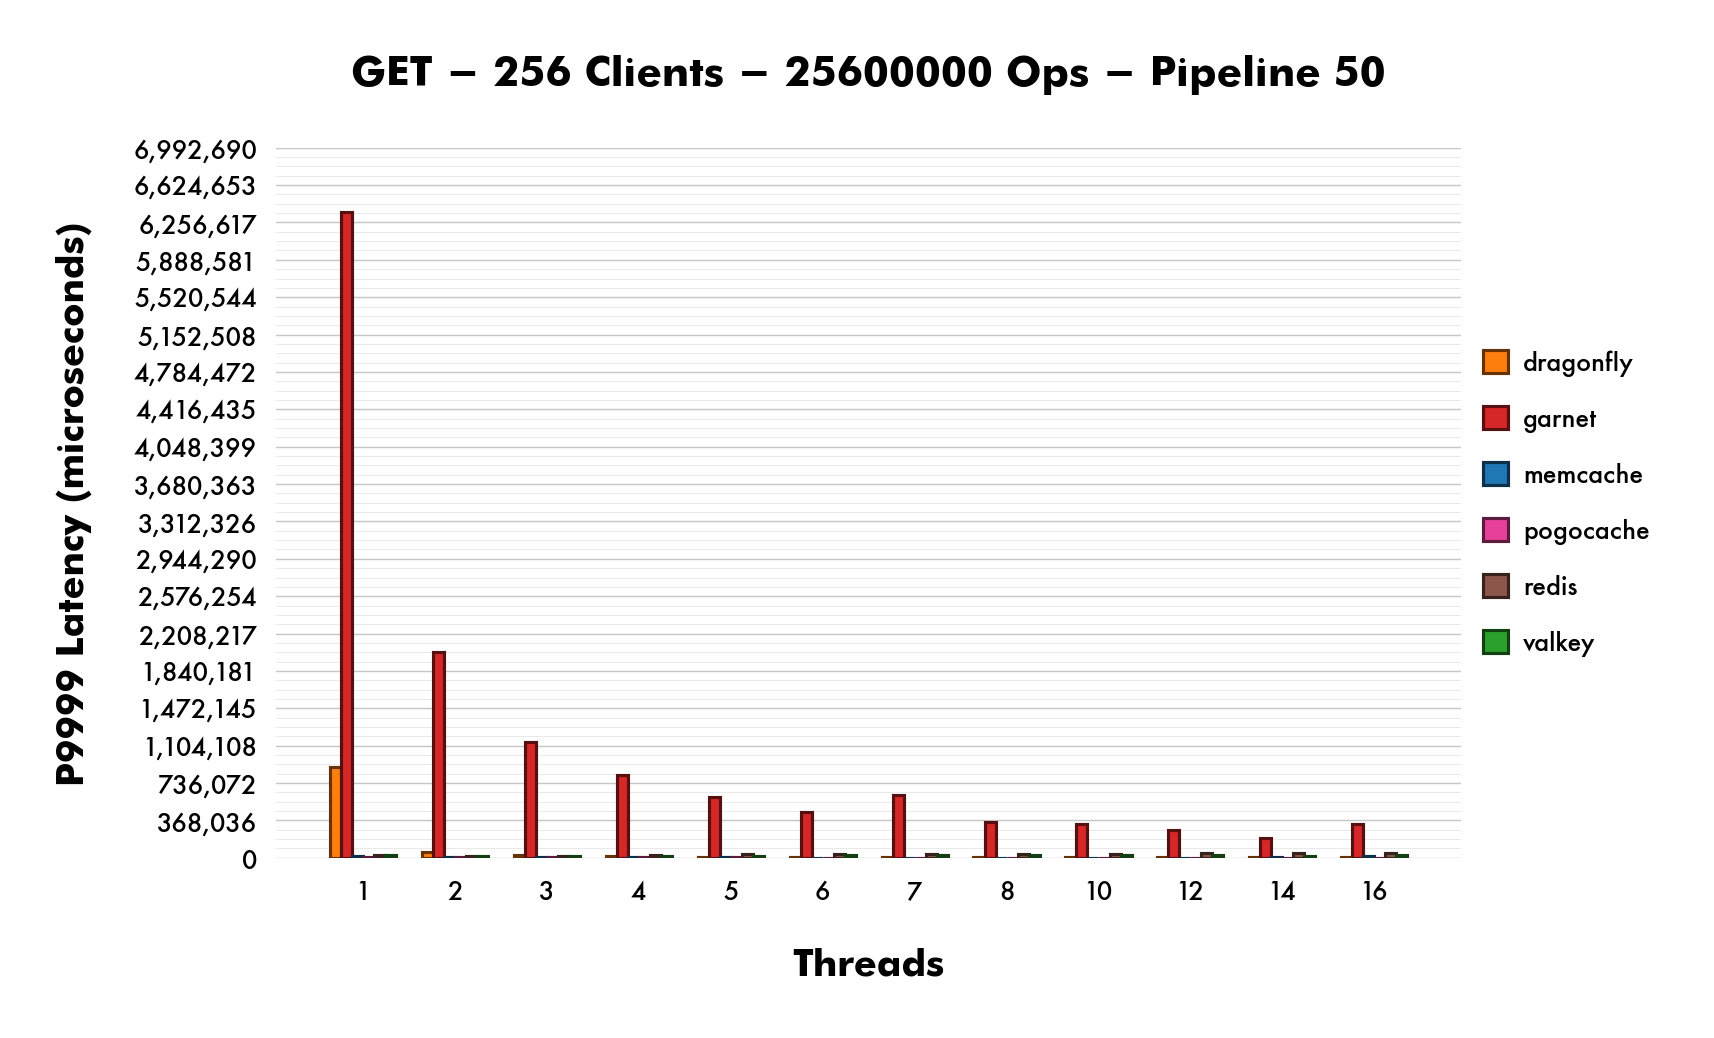 GET – 256 Clients – 25600000 Ops – Pipeline 50
P9999 Latency (microseconds)
6,992,690
6,624,653
6,256,617
5,888,581
5,520,544
5,152,508
4,784,472
4,416,435
4,048,399
3,680,363
3,312,326
2,944,290
2,576,254
2,208,217
1,840,181
1,472,145
1,104,108
736,072
368,036
0
1 2 3 4 5 6 7 8 10 12 14 16
Threads
dragonfly
garnet
memcache
pogocache
redis
valkey